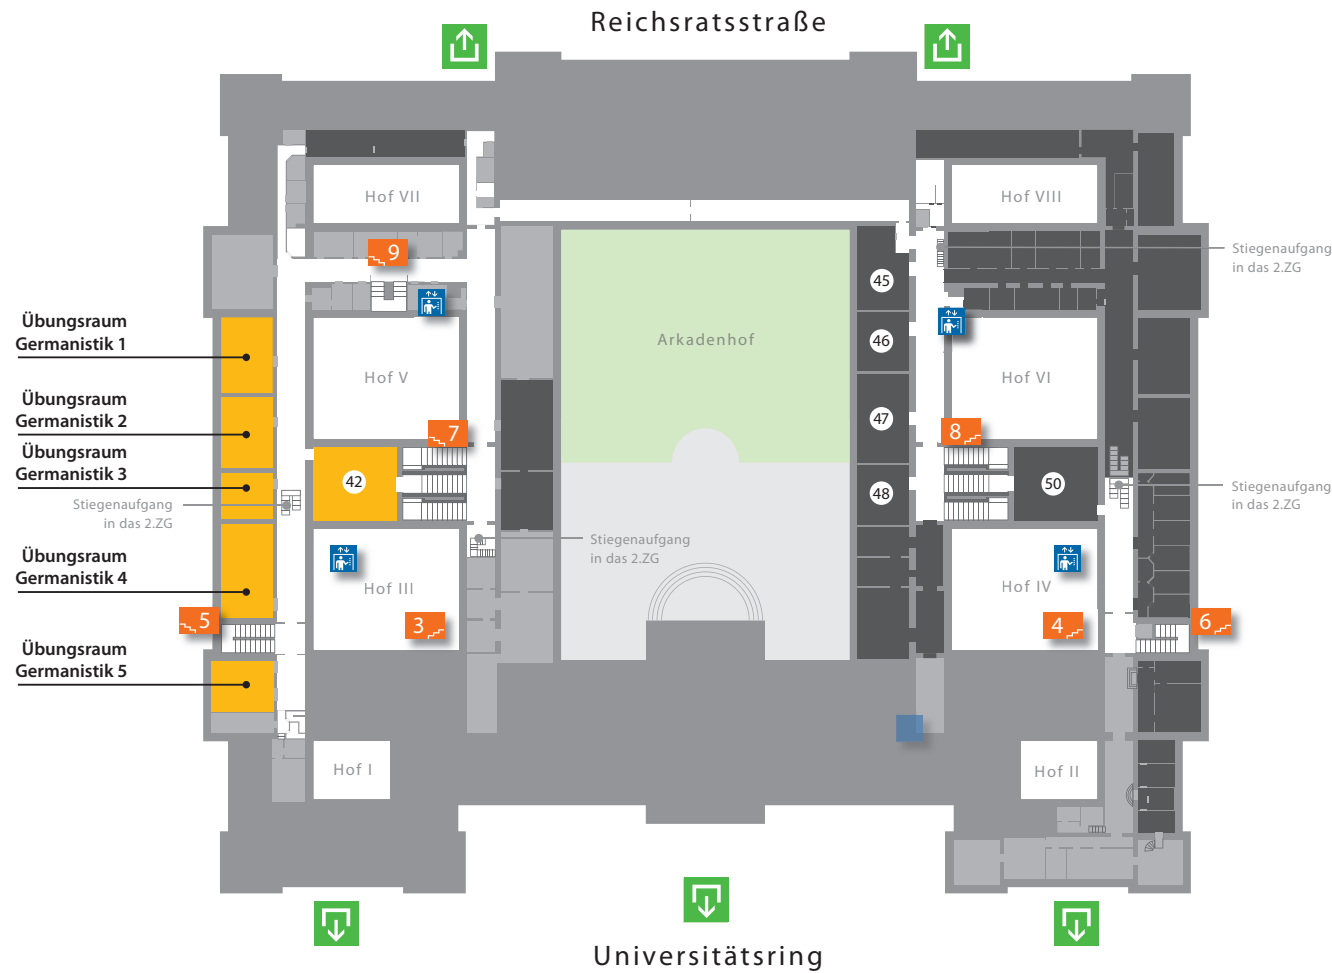 Reichsratsstraße
Hof VII
Hof VIII
9
Stiegenaufgang
in das 2.ZG
45
Übungsraum
Germanistik 1
46
Arkadenhof
Hof V
Hof VI
Übungsraum
Germanistik 2
47
7
8
Übungsraum
Germanistik 3
42
48
50
Stiegenaufgang
in das 2.ZG
Stiegenaufgang
in das 2.ZG
Stiegenaufgang
in das 2.ZG
Übungsraum
Germanistik 4
Hof III
Hof IV
5
3
4
6
Übungsraum
Germanistik 5
Hof I
Hof II
Universitätsring